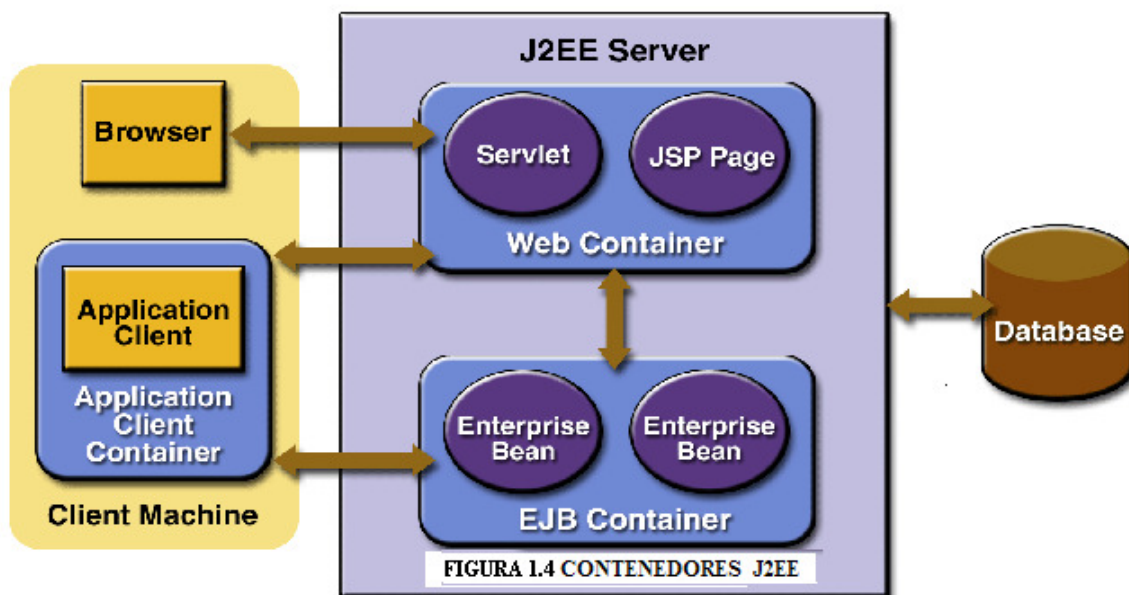 J2EE Server
Browser
Servlet
JSP Page
Web Container
Application
Client
Application
Client
Container
Client Machine
Enterprise
Bean
Enterprise
Bean
EJB Container
Database
FIGURA 1.4 CONTENEDORES J2EE